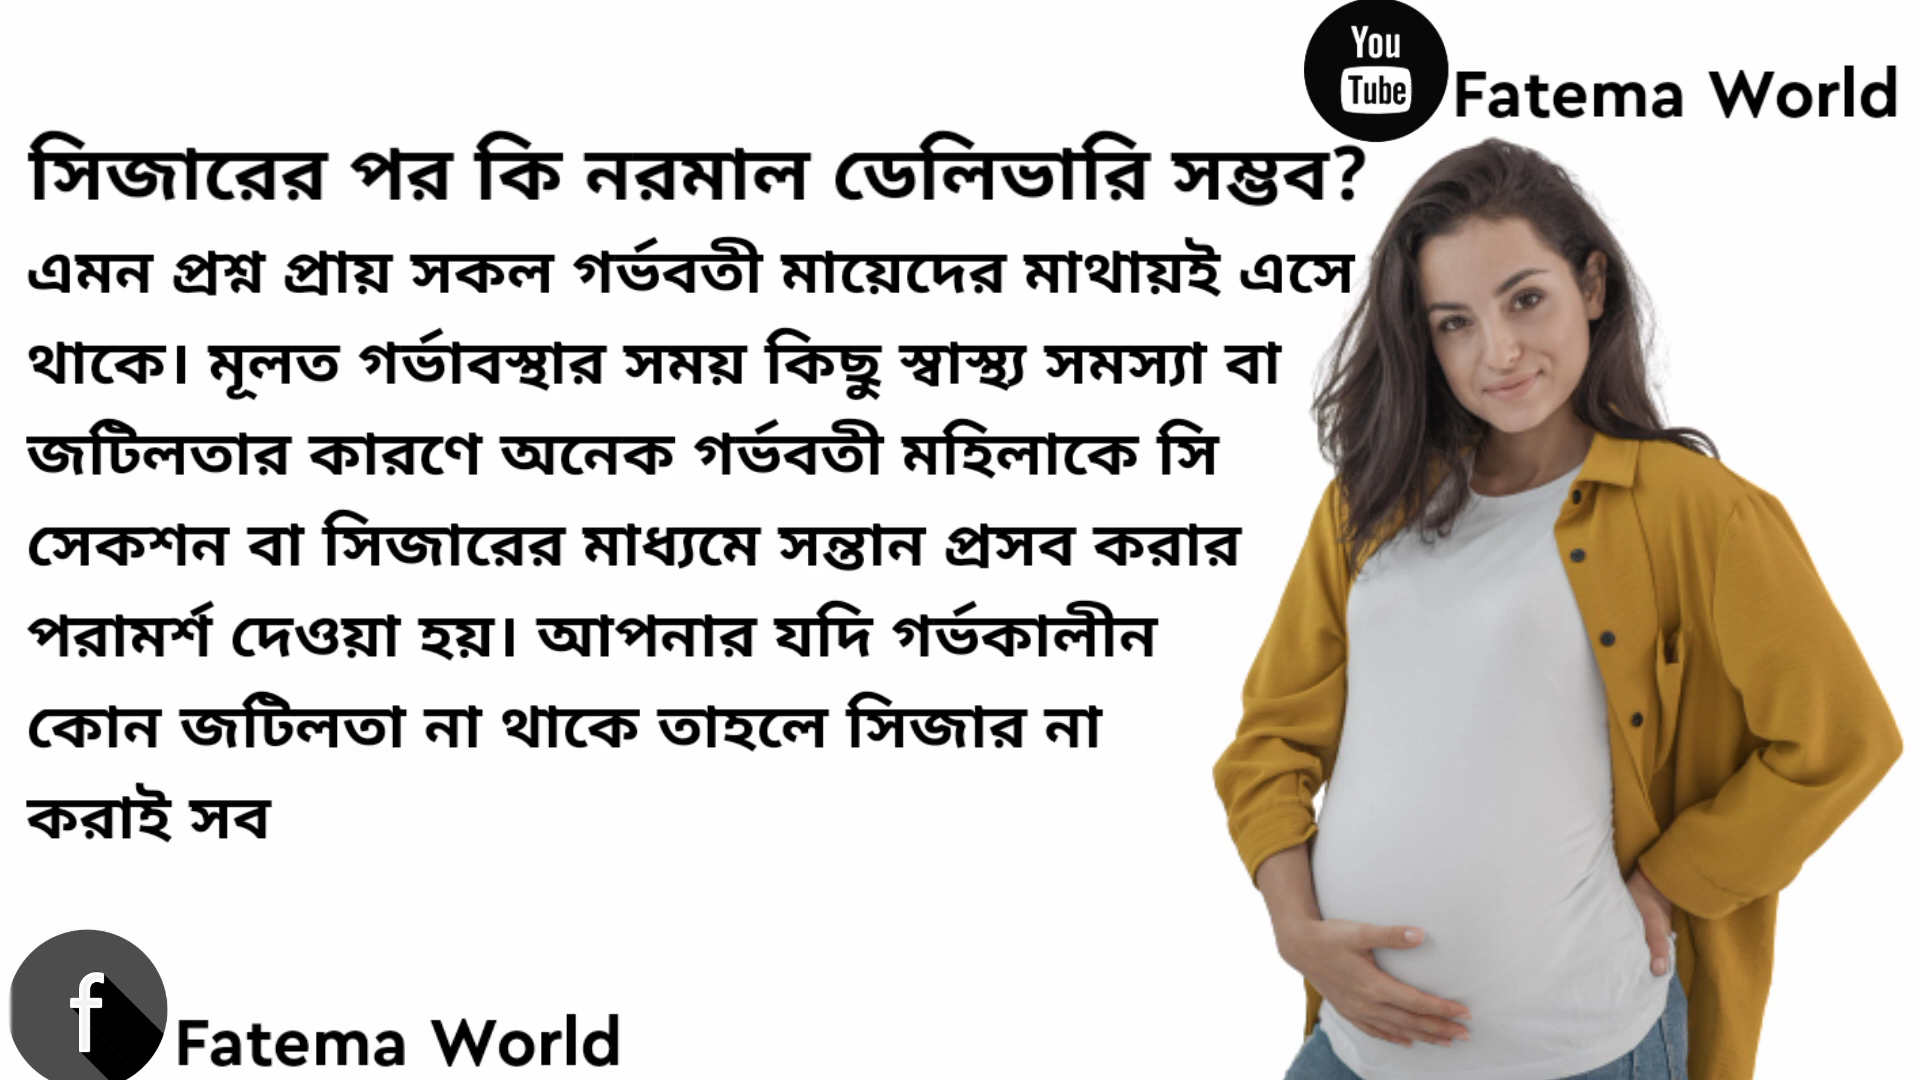 You
Tube
Fatema World
সিজারের পর কি নরমাল ডেলিভারি সম্ভব?
এমন প্রশ্ন প্রায় সকল গর্ভবতী মায়েদের মাথায়ই এসে
থাকে। মূলত গর্ভাবস্থার সময় কিছু স্বাস্থ্য সমস্যা বা
জটিলতার কারণে অনেক গর্ভবতী মহিলাকে সি
সেকশন বা সিজারের মাধ্যমে সন্তান প্রসব করার
পরামর্শ দেওয়া হয়। আপনার যদি গর্ভকালীন
কোন জটিলতা না থাকে তাহলে সিজার না
করাই সব
f
Fatema World